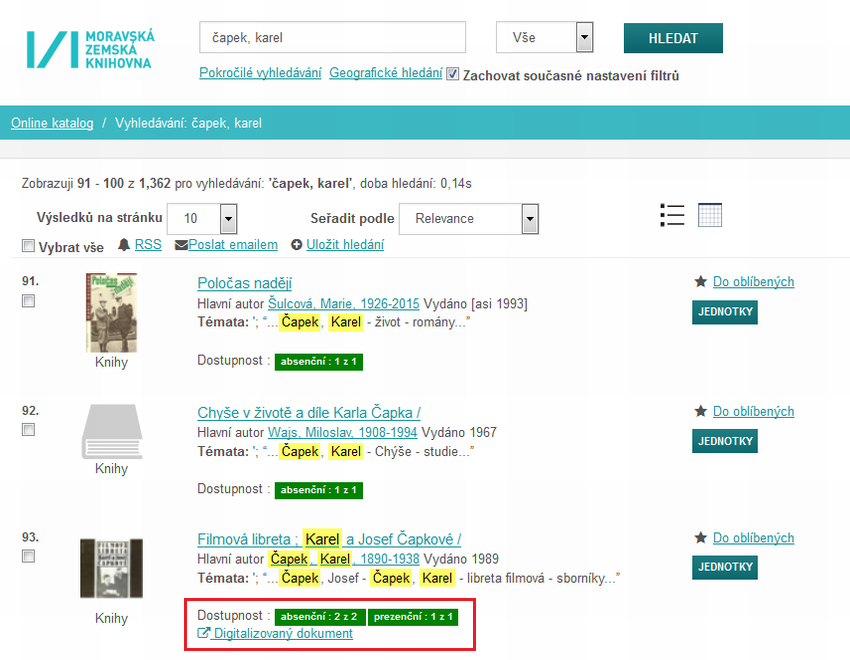 MORAVSKÁ
ZEMSKÁ
KNIHOVNA
čapek, karel
Vše
HLEDAT
Pokročilé vyhledávání Geografické hledání Zachovat současné nastavení filtrů
Online katalog / Vyhledávání: čapek, karel
Zobrazuji 91 - 100 z 1,362 pro vyhledávání: 'čapek, karel', doba hledání: 0,14s
Výsledků na stránku 10 Seřadit podle Relevance
Vybrat vše RSS Poslat emailem Uložit hledání
91.
Poločas nadějí
Poločas nadějí
Hlavní autor Šulcová, Marie, 1926-2015 Vydáno [asi 1993]
Témata: '; “... Čapek, Karel - život - romány...”
Dostupnost : absenční : 1 z 1
Knihy
Do oblíbených
JEDNOTKY
92.
Chyše v životě a díle Karla Čapka /
Hlavní autor Wajs, Miloslav, 1908-1994 Vydáno 1967
Témata: '; “... Čapek, Karel - Chýše - studie...”
Dostupnost : absenční : 1 z 1
Knihy
Do oblíbených
JEDNOTKY
93.
FILMOVÁ
LIBRETA
Filmová libreta ; Karel a Josef Čapkové /
Hlavní autor Čapek, Karel, 1890-1938 Vydáno 1989
Témata: '; “... Čapek, Josef - Čapek, Karel - libreta filmová - sborníky...”
Dostupnost : absenční : 2 z 2 prezenční : 1 z 1
Digitalizovaný dokument
Knihy
Do oblíbených
JEDNOTKY